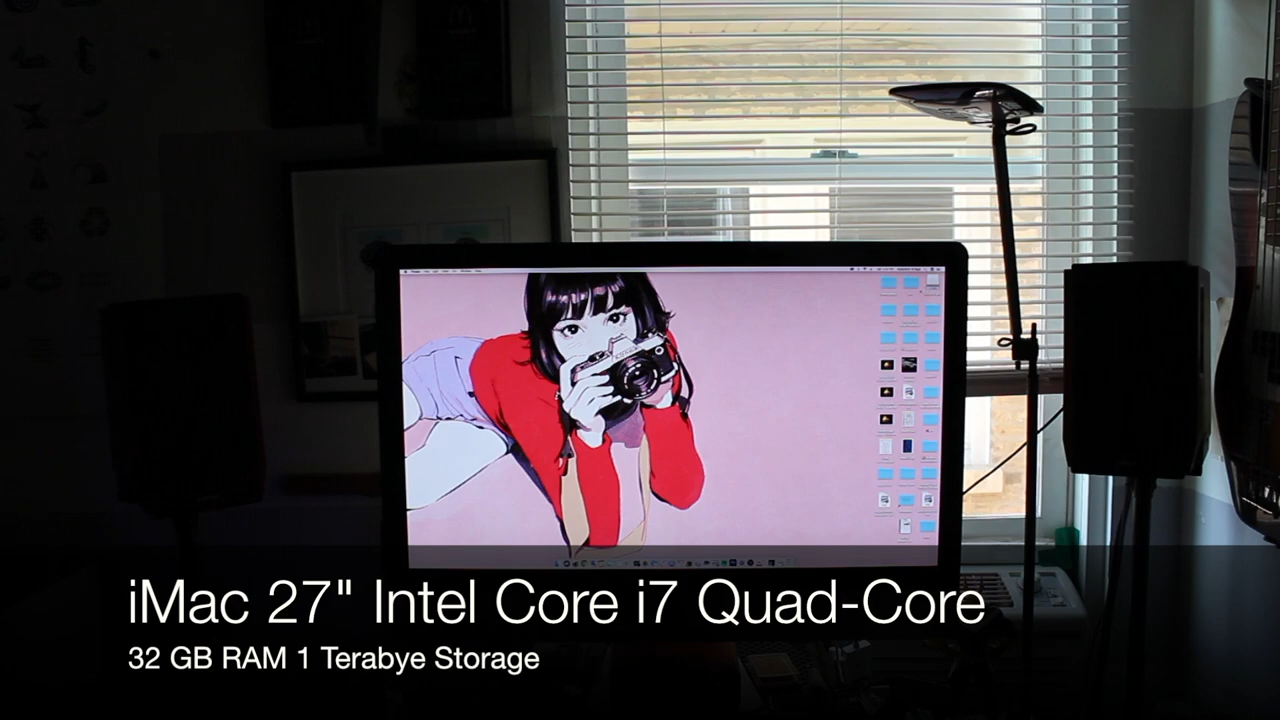 iMac 27" Intel Core i7 Quad-Core
32 GB RAM 1 Terabye Storage